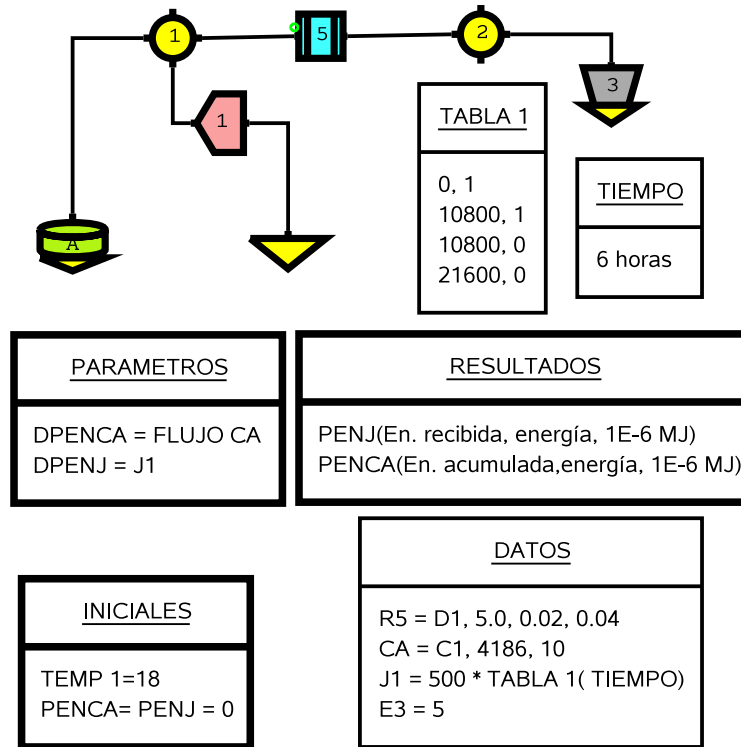 1
5
2
3
1
A
TABLA 1
0, 1
10800, 1
10800, 0
21600, 0
TIEMPO
6 horas
PARAMETROS
DPENCA = FLUJO CA
DPENJ = J1
RESULTADOS
PENJ(En. recibida, energía, 1E-6 MJ)
PENCA(En. acumulada,energía, 1E-6 MJ)
INICIALES
TEMP 1=18
PENCA= PENJ = 0
DATOS
R5 = D1, 5.0, 0.02, 0.04
CA = C1, 4186, 10
J1 = 500 * TABLA 1( TIEMPO)
E3 = 5